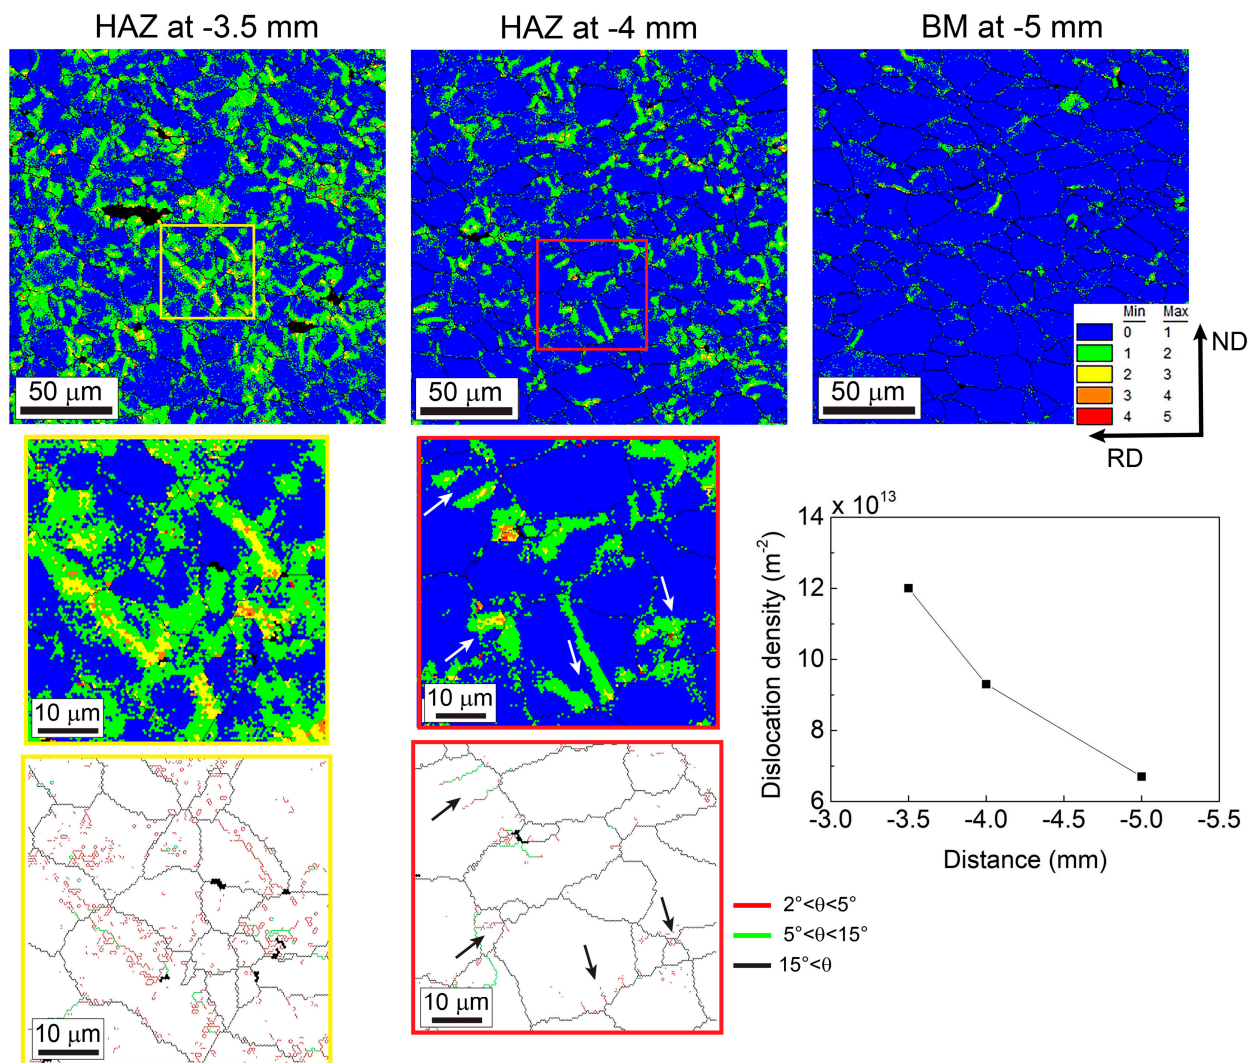 HAZ at -3.5 mm
HAZ at -4 mm
BM at -5 mm
50 μm
50 μm
50 μm
Min Max
0 1
1 2
2 3
3 4
4 5
ND
RD
10 μm
10 μm
x 10^13
Dislocation density (m^-2)
14
12
10
8
6
-3.0 -3.5 -4.0 -4.5 -5.0 -5.5
Distance (mm)
10 μm
10 μm
2°<θ<5°
5°<θ<15°
15°<θ